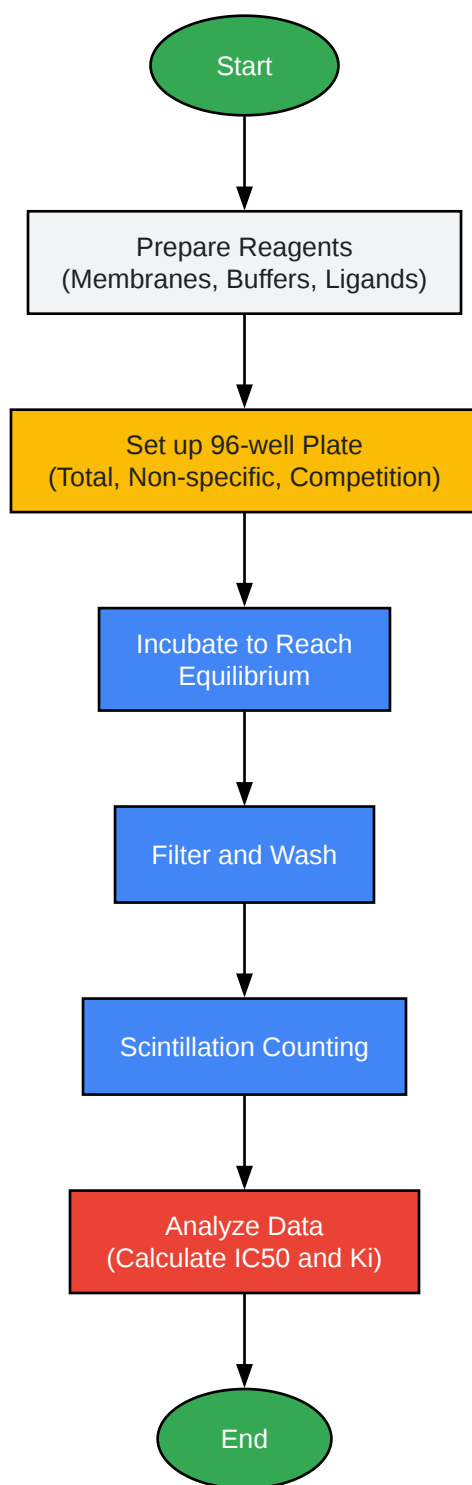 Start
Prepare Reagents
(Membranes, Buffers, Ligands)
Set up 96-well Plate
(Total, Non-specific, Competition)
Incubate to Reach
Equilibrium
Filter and Wash
Scintillation Counting
Analyze Data
(Calculate IC50 and Ki)
End